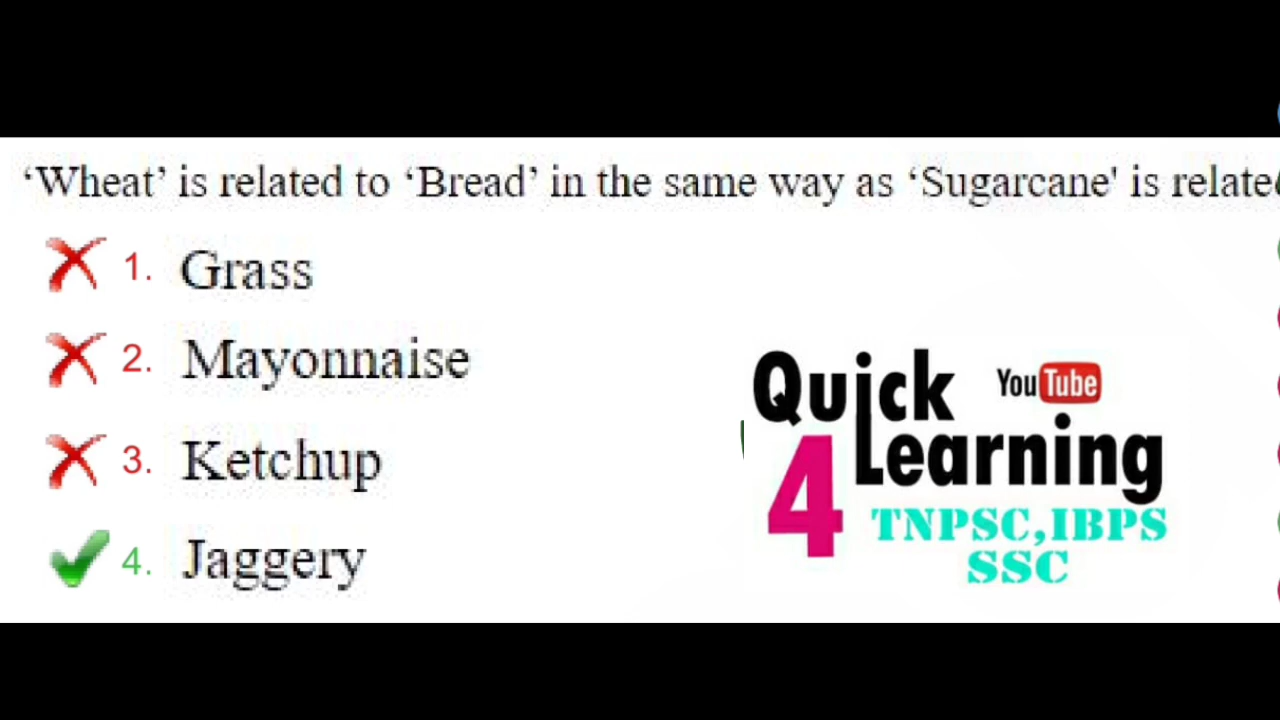 ‘Wheat’ is related to ‘Bread’ in the same way as ‘Sugarcane' is related
1. Grass
2. Mayonnaise
3. Ketchup
4. Jaggery
Quick
YouTube
4 Learning
TNPSC,IBPS
SSC